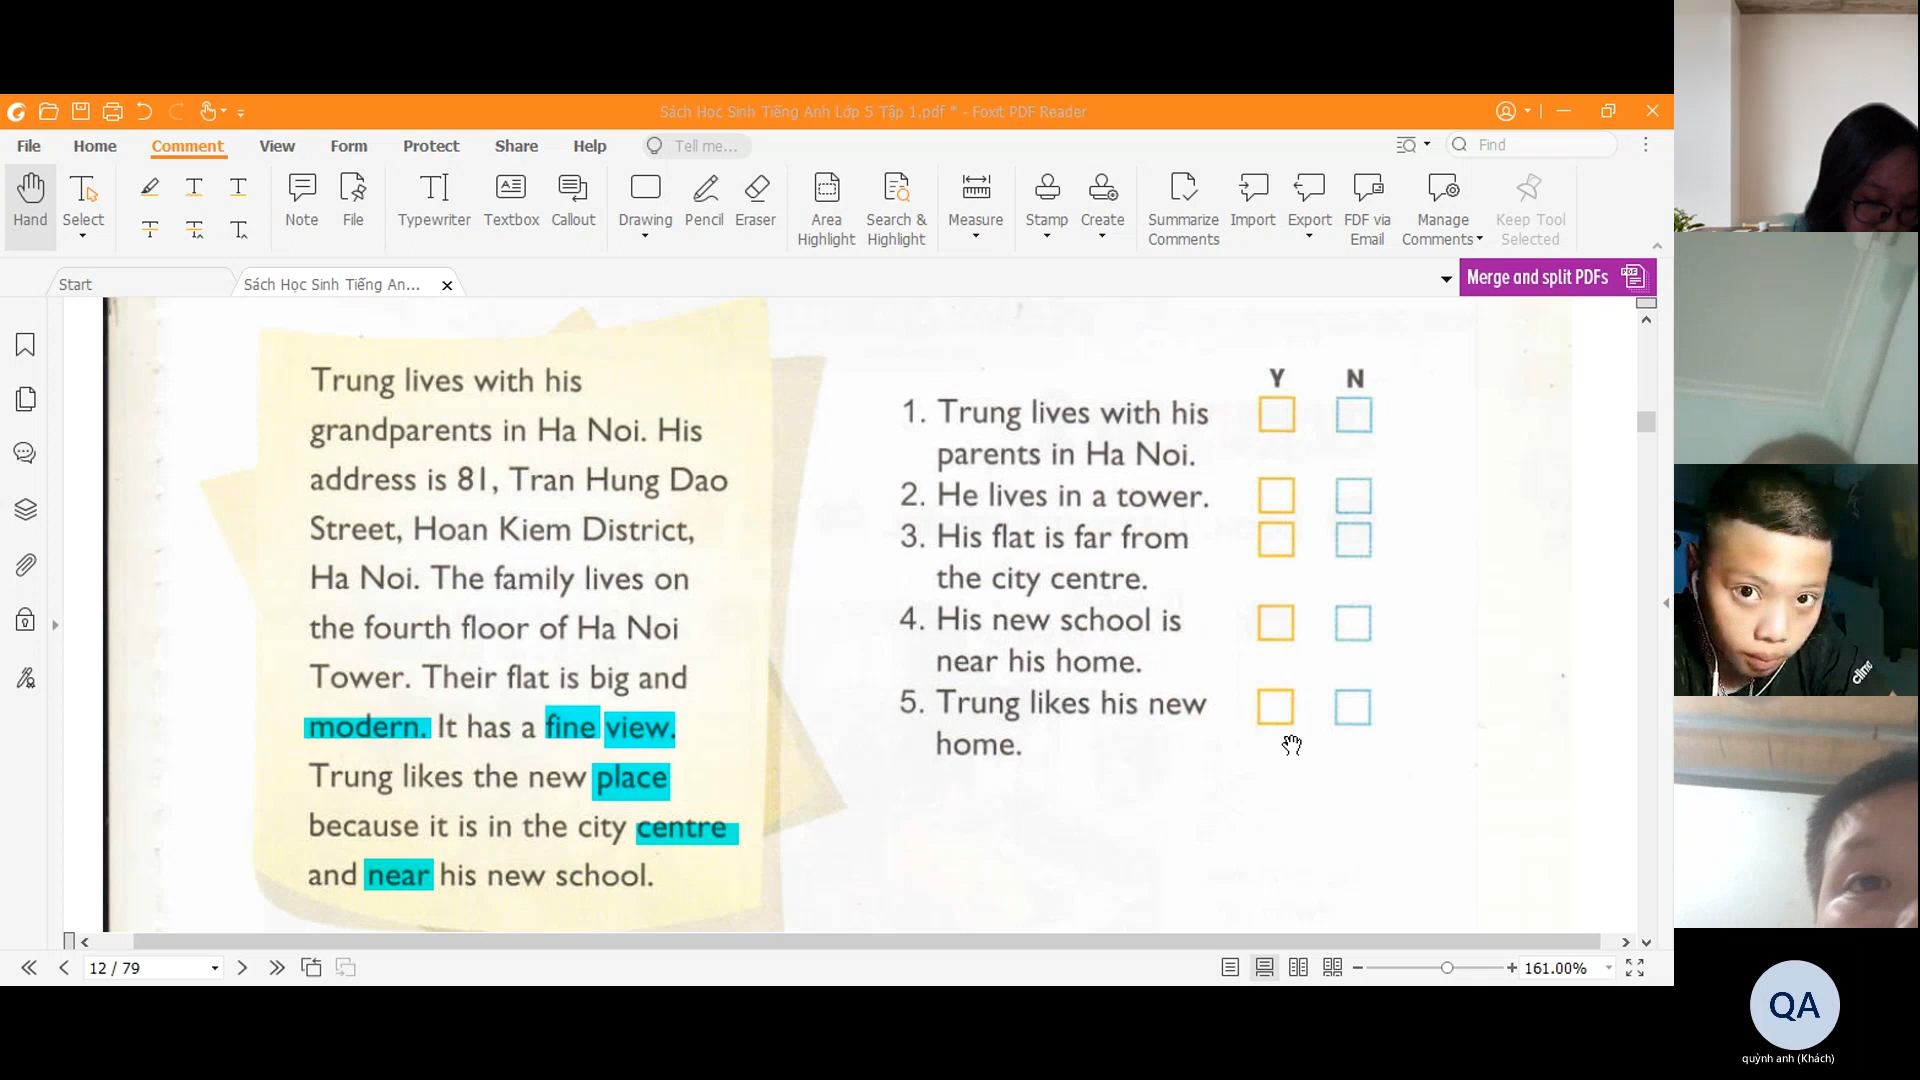 Sách Học Sinh Tiếng Anh Lớp 5 Tập 1.pdf * - Foxit PDF Reader
File Home Comment View Form Protect Share Help Tell me... Find
Hand Select Note File Typewriter Textbox Callout Drawing Pencil Eraser Area Highlight Search & Highlight Measure Stamp Create Summarize Comments Import Export FDF via Email Manage Comments Keep Tool Selected
Start Sách Học Sinh Tiếng An... Merge and split PDFs
Trung lives with his
grandparents in Ha Noi. His
address is 81, Tran Hung Dao
Street, Hoan Kiem District,
Ha Noi. The family lives on
the fourth floor of Ha Noi
Tower. Their flat is big and
modern. It has a fine view.
Trung likes the new place
because it is in the city centre
and near his new school.
Y N
1. Trung lives with his
parents in Ha Noi.
2. He lives in a tower.
3. His flat is far from
the city centre.
4. His new school is
near his home.
5. Trung likes his new
home.
12 / 79 161.00%
QA
quỳnh anh (Khách)